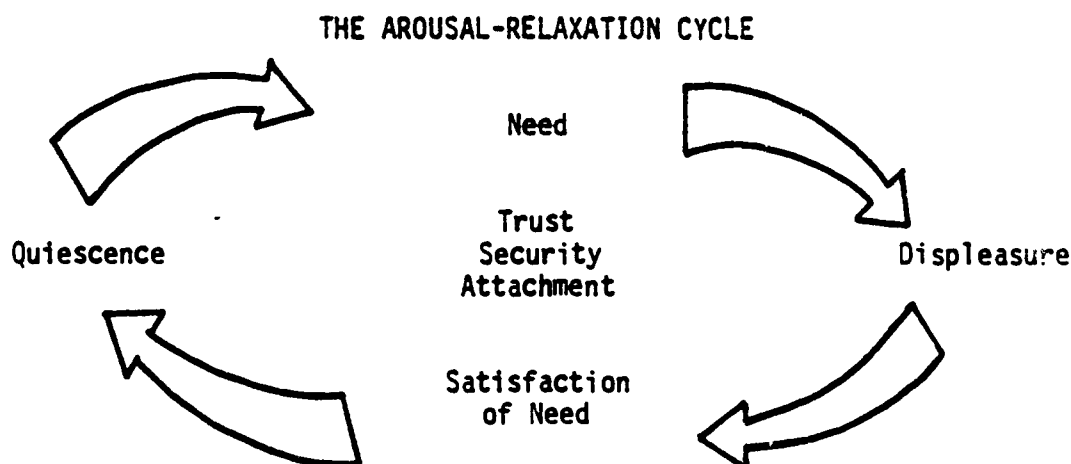 THE AROUSAL-RELAXATION CYCLE
Need
Trust
Quiescence
Security
Displeasure
Attachment
Satisfaction
of Need